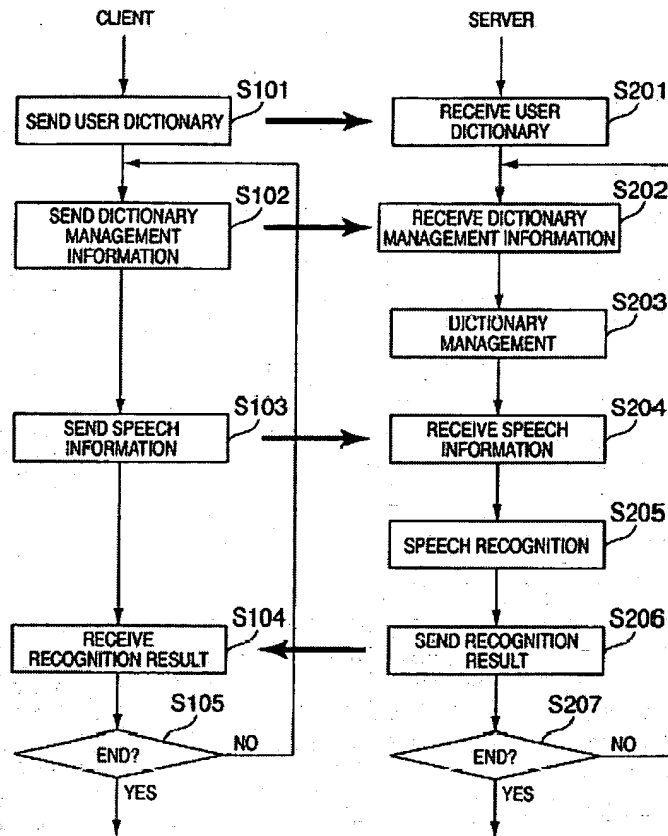 CLIENT
SERVER
S101
SEND USER DICTIONARY
S201
RECEIVE USER
DICTIONARY
S102
SEND DICTIONARY
MANAGEMENT
INFORMATION
S202
RECEIVE DICTIONARY
MANAGEMENT INFORMATION
S203
DICTIONARY
MANAGEMENT
S103
SEND SPEECH
INFORMATION
S204
RECEIVE SPEECH
INFORMATION
S205
SPEECH RECOGNITION
S104
RECEIVE
RECOGNITION RESULT
S206
SEND RECOGNITION
RESULT
S105
END?
NO
YES
S207
END?
NO
YES